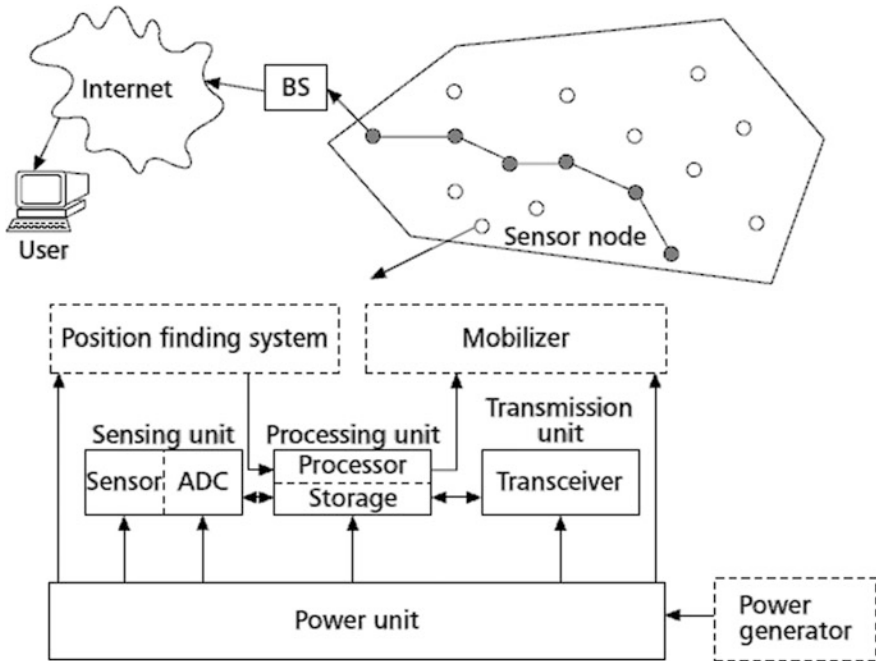 Internet
BS
User
Sensor node
Position finding system
Mobilizer
Sensing unit
Processing unit
Transmission
unit
Sensor
ADC
Processor
Storage
Transceiver
Power unit
Power
generator